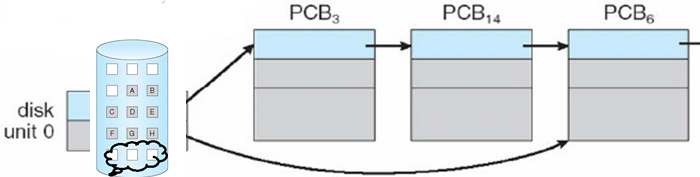 PCB3 PCB14 PCB6
A B
disk C D E
unit 0 F G H